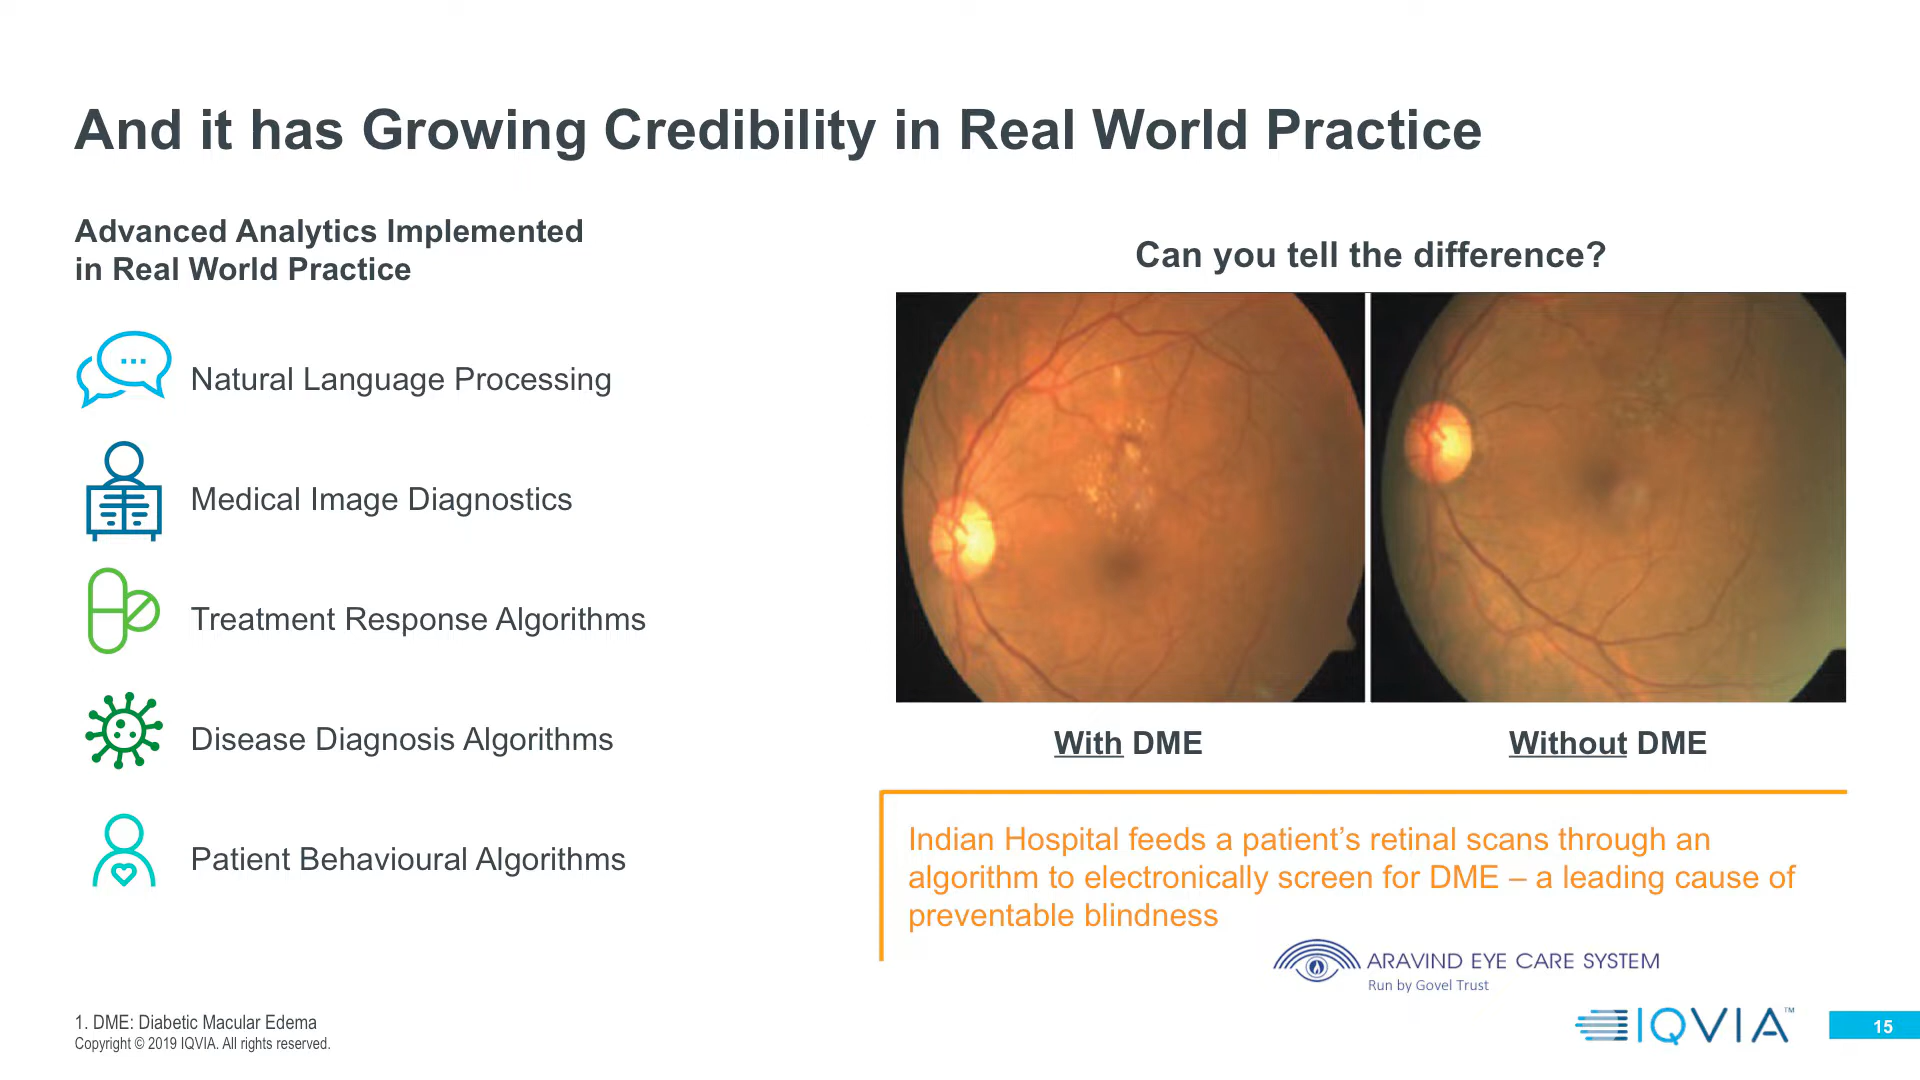 And it has Growing Credibility in Real World Practice
Advanced Analytics Implemented
in Real World Practice
Natural Language Processing
Medical Image Diagnostics
Treatment Response Algorithms
Disease Diagnosis Algorithms
Patient Behavioural Algorithms
Can you tell the difference?
With DME
Without DME
Indian Hospital feeds a patient’s retinal scans through an
algorithm to electronically screen for DME – a leading cause of
preventable blindness
ARAVIND EYE CARE SYSTEM
Run by Govel Trust
1. DME: Diabetic Macular Edema
Copyright © 2019 IQVIA. All rights reserved.
IQVIA™
15